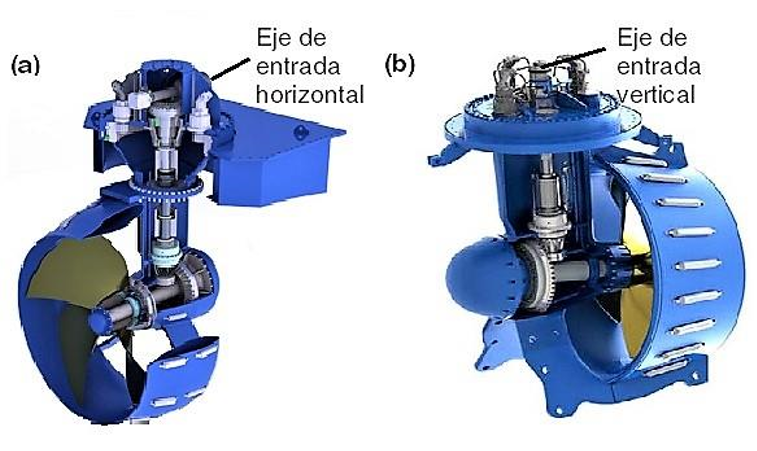 (a)
Eje de
entrada
horizontal
(b)
Eje de
entrada
vertical